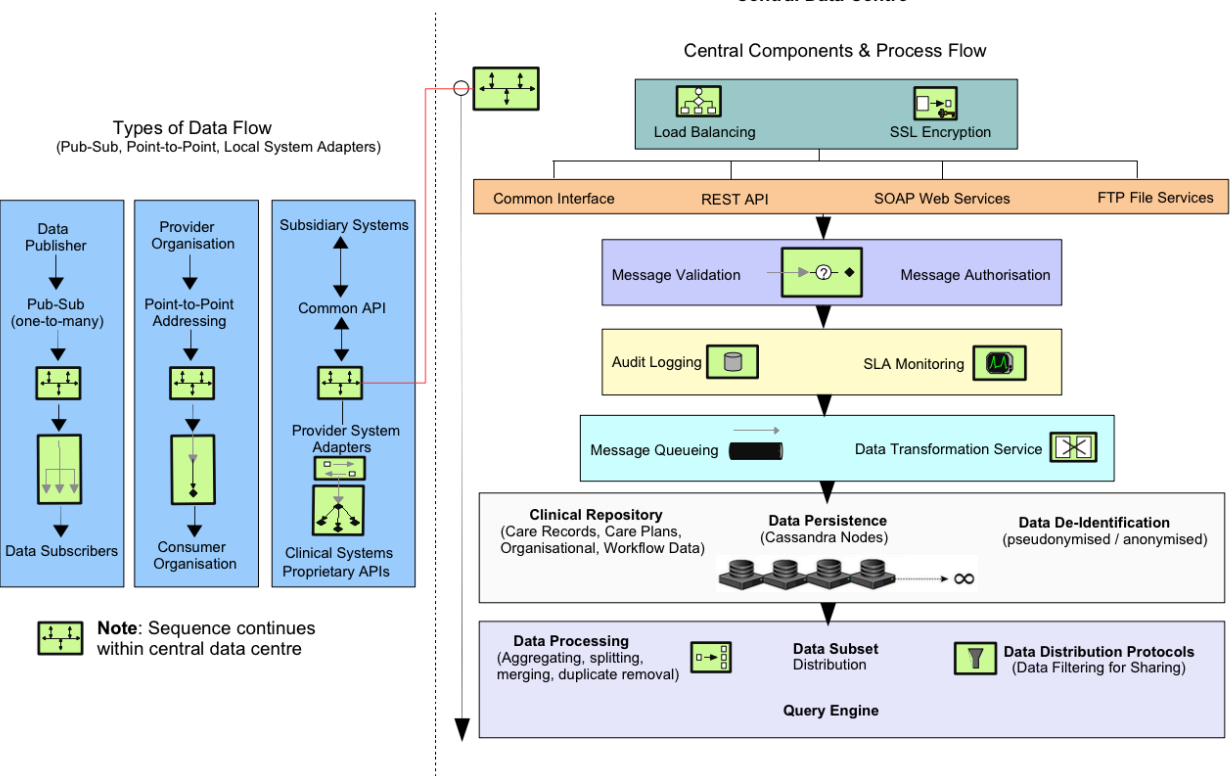 Central Data Centre
Central Components & Process Flow
Types of Data Flow
(Pub-Sub, Point-to-Point, Local System Adapters)
Data
Publisher
Pub-Sub
(one-to-many)
Data Subscribers
Provider
Organisation
Point-to-Point
Addressing
Consumer
Organisation
Subsidiary Systems
Common API
Provider System
Adapters
Clinical Systems
Proprietary APIs
Note: Sequence continues
within central data centre
Load Balancing
SSL Encryption
Common Interface
REST API
SOAP Web Services
FTP File Services
Message Validation
?
Message Authorisation
Audit Logging
SLA Monitoring
Message Queueing
Data Transformation Service
Clinical Repository
(Care Records, Care Plans,
Organisational, Workflow Data)
Data Persistence
(Cassandra Nodes)
∞
Data De-Identification
(pseudonymised / anonymised)
Data Processing
(Aggregating, splitting,
merging, duplicate removal)
Data Subset
Distribution
Data Distribution Protocols
(Data Filtering for Sharing)
Query Engine